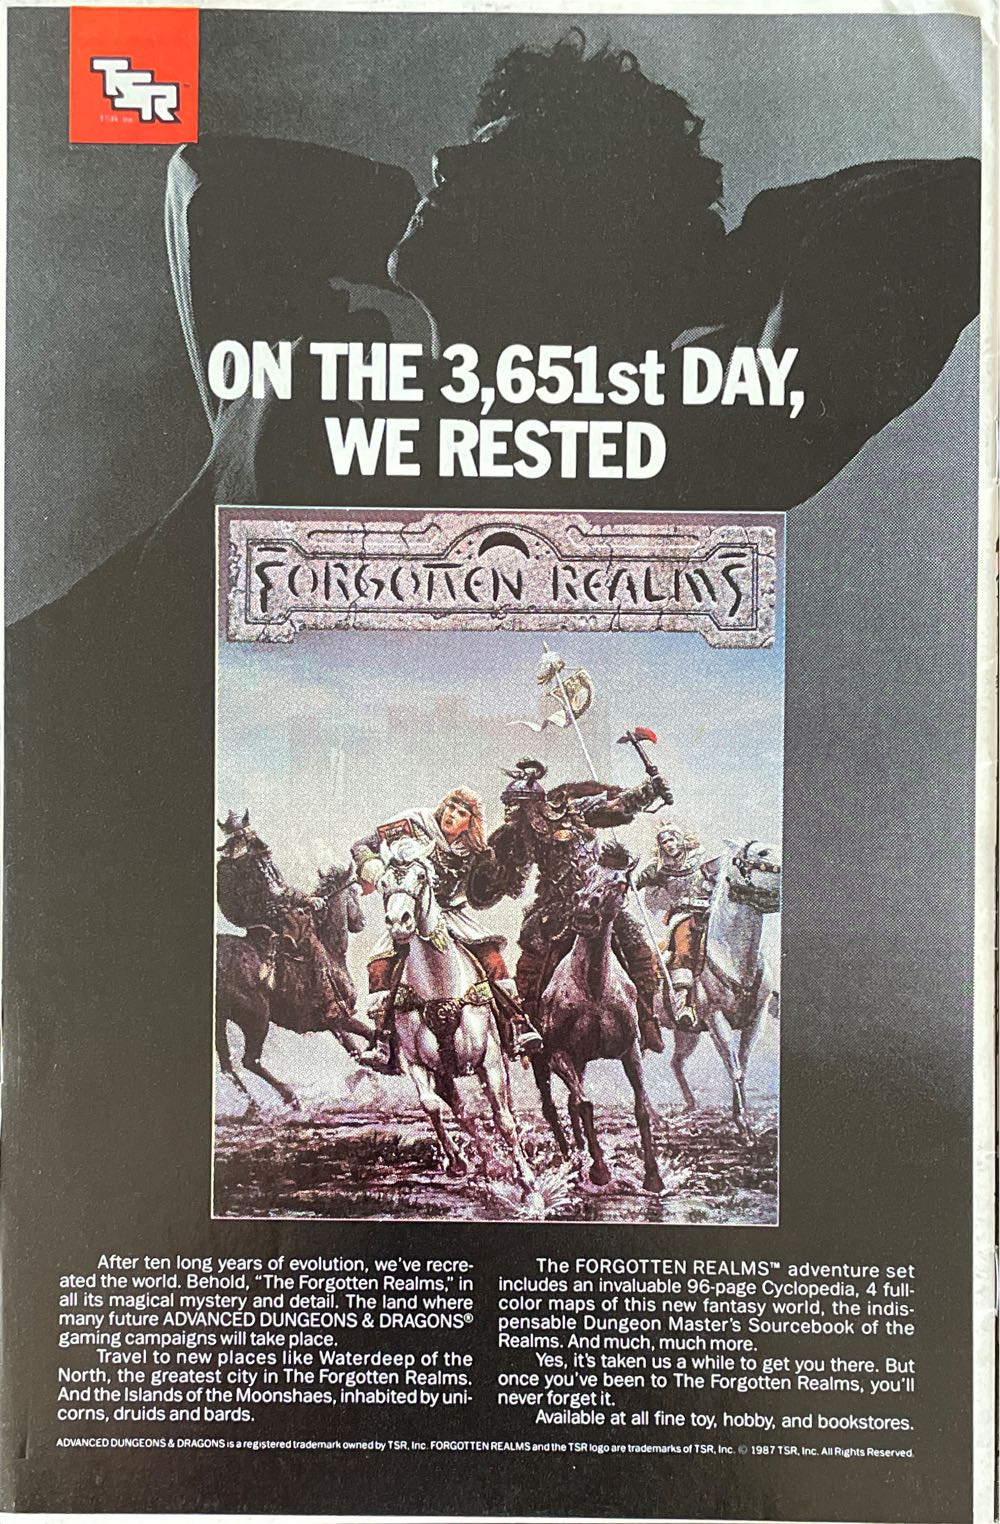 TSR™
ON THE 3,651st DAY,
WE RESTED
FORGOTTEN REALMS
After ten long years of evolution, we've recre-
ated the world. Behold, “The Forgotten Realms,” in
all its magical mystery and detail. The land where
many future ADVANCED DUNGEONS & DRAGONS®
gaming campaigns will take place.
Travel to new places like Waterdeep of the
North, the greatest city in The Forgotten Realms.
And the Islands of the Moonshaes, inhabited by uni-
corns, druids and bards.
The FORGOTTEN REALMS™ adventure set
includes an invaluable 96-page Cyclopedia, 4 full-
color maps of this new fantasy world, the indis-
pensable Dungeon Master's Sourcebook of the
Realms. And much, much more.
Yes, it's taken us a while to get you there. But
once you've been to The Forgotten Realms, you'll
never forget it.
Available at all fine toy, hobby, and bookstores.
ADVANCED DUNGEONS & DRAGONS is a registered trademark owned by TSR, Inc. FORGOTTEN REALMS and the TSR logo are trademarks of TSR, Inc. © 1987 TSR, Inc. All Rights Reserved.